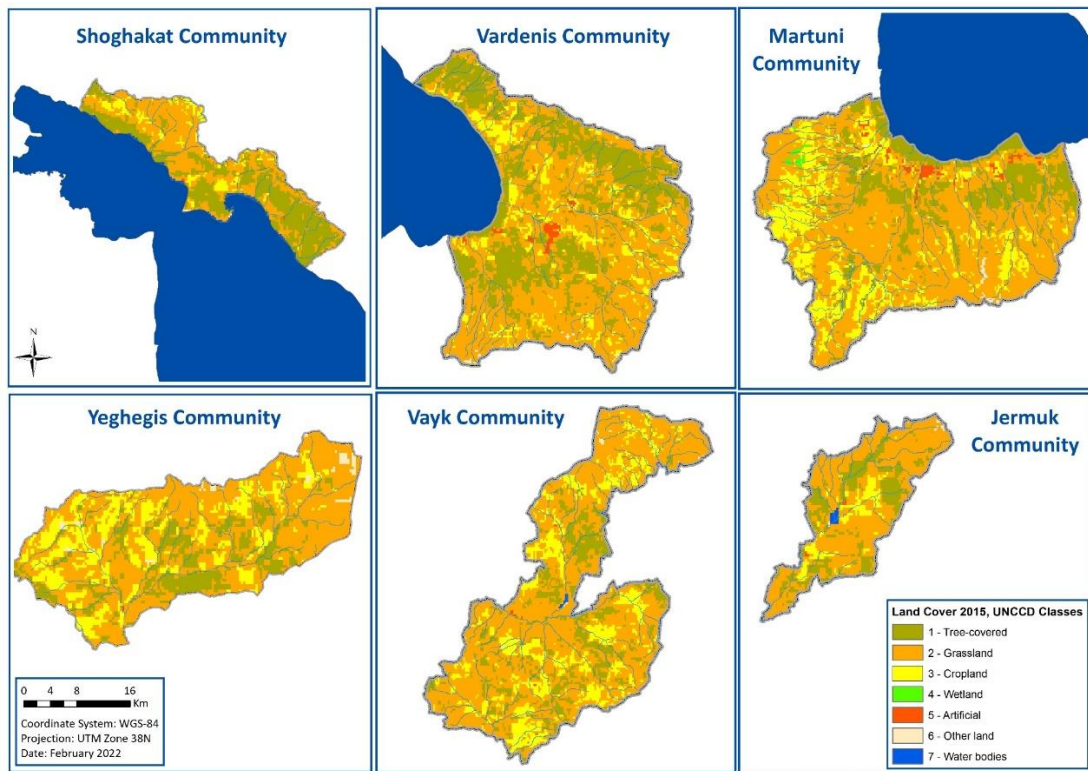 Shoghakat Community
Vardenis Community
Martuni
Community
N
Yeghegis Community
Vayk Community
Jermuk
Community
0 4 8 16
Km
Coordinate System: WGS-84
Projection: UTM Zone 38N
Date: February 2022
Land Cover 2015, UNCCD Classes
1 - Tree-covered
2 - Grassland
3 - Cropland
4 - Wetland
5 - Artificial
6 - Other land
7 - Water bodies